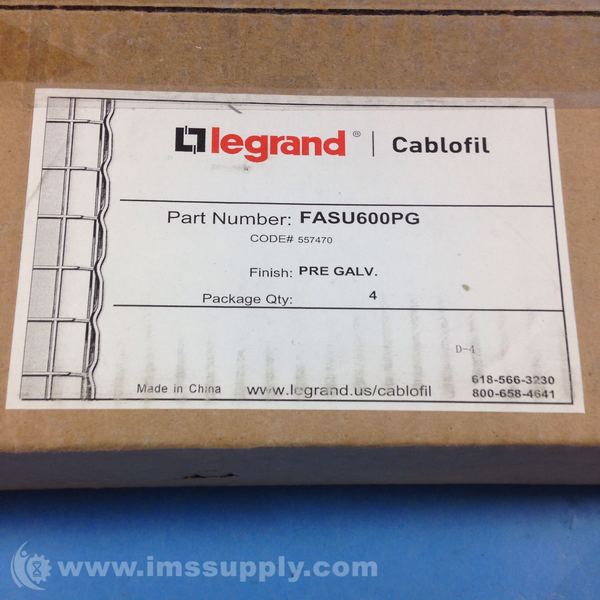 legrand® | Cablofil
Part Number: FASU600PG
CODE# 557470
Finish: PRE GALV.
Package Qty: 4
D-4
618-566-3230
Made in China www.legrand.us/cablofil 800-658-4641
www.imssupply.com